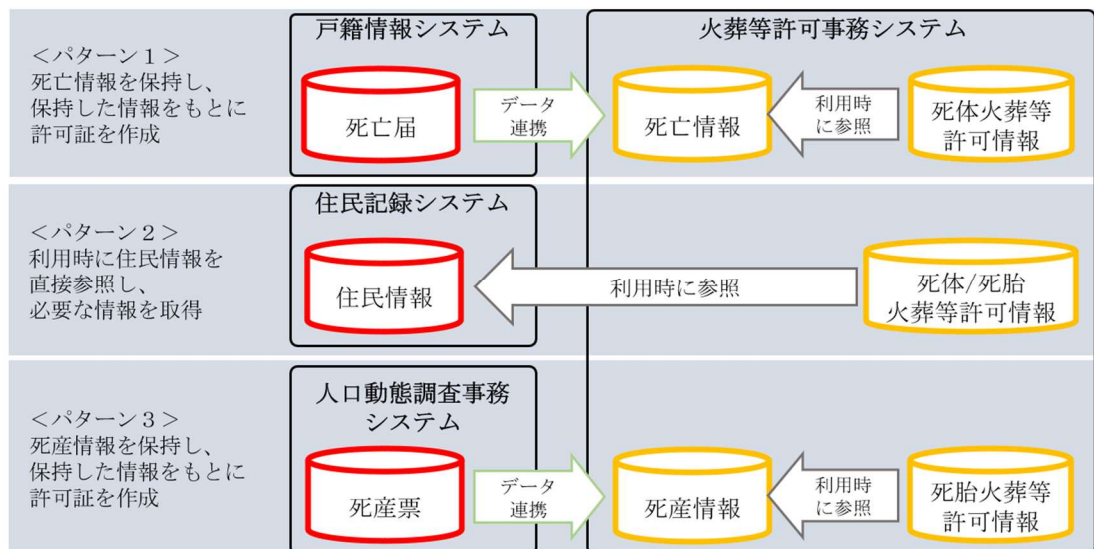 戸籍情報システム
火葬等許可事務システム
＜パターン１＞
死亡情報を保持し、
保持した情報をもとに
許可証を作成
死亡届
データ
連携
死亡情報
利用時
に参照
死体火葬等
許可情報
住民記録システム
＜パターン２＞
利用時に住民情報を
直接参照し、
必要な情報を取得
住民情報
利用時に参照
死体/死胎
火葬等許可情報
人口動態調査事務
システム
＜パターン３＞
死産情報を保持し、
保持した情報をもとに
許可証を作成
死産票
データ
連携
死産情報
利用時
に参照
死胎火葬等
許可情報